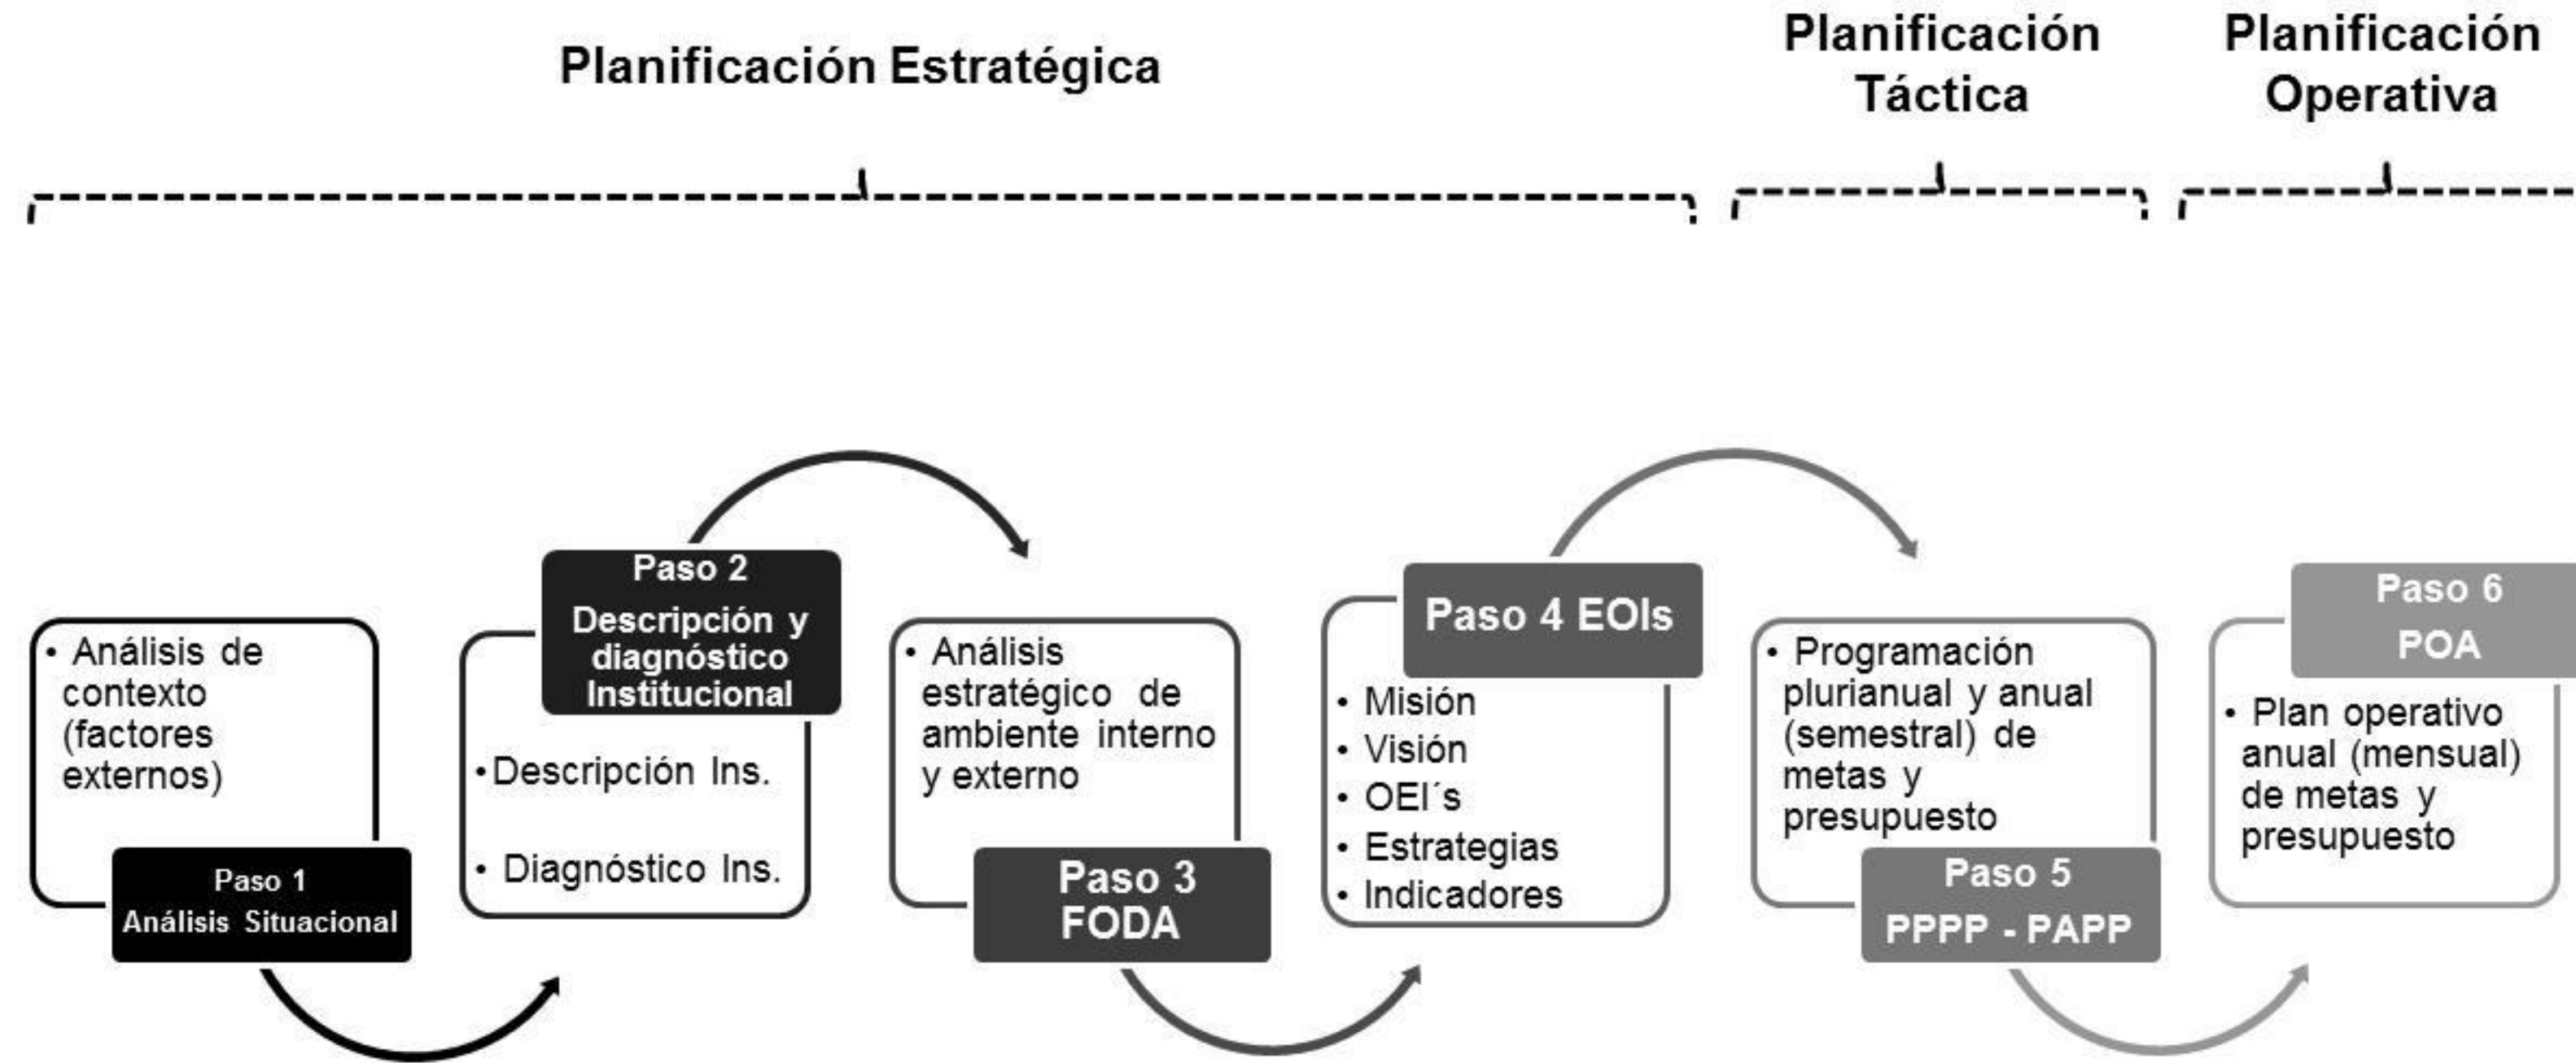 Planificación Estratégica
Planificación
Táctica
Planificación
Operativa
• Análisis de
contexto
(factores
externos)
Paso 1
Análisis Situacional
Paso 2
Descripción y
diagnóstico
Institucional
•Descripción Ins.
• Diagnóstico Ins.
• Análisis
estratégico de
ambiente interno
y externo
Paso 3
FODA
Paso 4 EOIs
• Misión
• Visión
• OEI´s
• Estrategias
• Indicadores
• Programación
plurianual y anual
(semestral) de
metas y
presupuesto
Paso 5
PPPP - PAPP
Paso 6
POA
• Plan operativo
anual (mensual)
de metas y
presupuesto